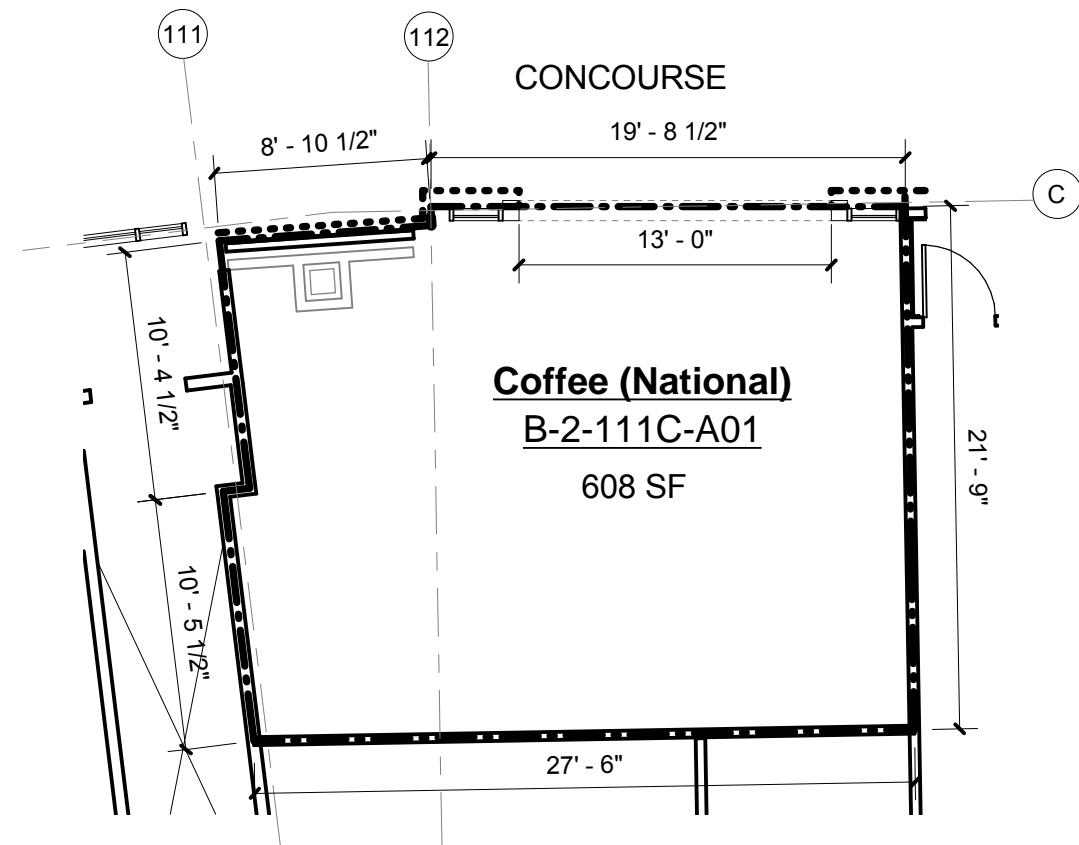 111
112
CONCOURSE
8' - 10 1/2"
19' - 8 1/2"
C
13' - 0"
10' - 4 1/2"
Coffee (National)
B-2-111C-A01
608 SF
21' - 9"
10' - 5 1/2"
27' - 6"